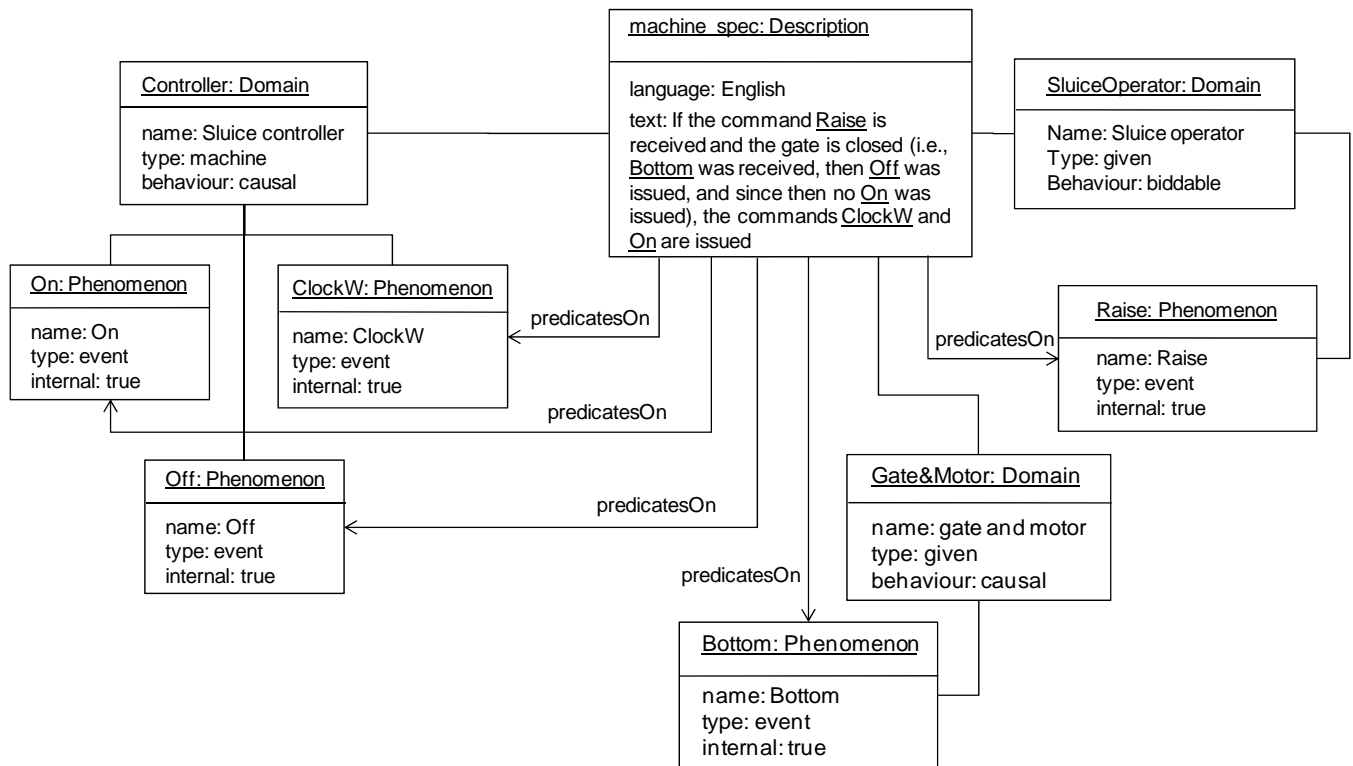 machine_spec: Description
language: English
text: If the command Raise is
received and the gate is closed (i.e.,
Bottom was received, then Off was
issued, and since then no On was
issued), the commands ClockW and
On are issued
Controller: Domain
name: Sluice controller
type: machine
behaviour: causal
SluiceOperator: Domain
Name: Sluice operator
Type: given
Behaviour: biddable
On: Phenomenon
name: On
type: event
internal: true
ClockW: Phenomenon
name: ClockW
type: event
internal: true
predicatesOn
Raise: Phenomenon
name: Raise
type: event
internal: true
predicatesOn
predicatesOn
Off: Phenomenon
name: Off
type: event
internal: true
predicatesOn
Gate&Motor: Domain
name: gate and motor
type: given
behaviour: causal
predicatesOn
Bottom: Phenomenon
name: Bottom
type: event
internal: true